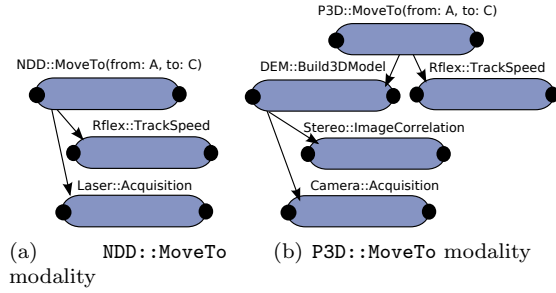 P3D::MoveTo(from: A, to: C)
NDD::MoveTo(from: A, to: C)
DEM::Build3DModel
Rflex::TrackSpeed
Rflex::TrackSpeed
Stereo::ImageCorrelation
Laser::Acquisition
Camera::Acquisition
(a) NDD::MoveTo
modality
(b) P3D::MoveTo modality